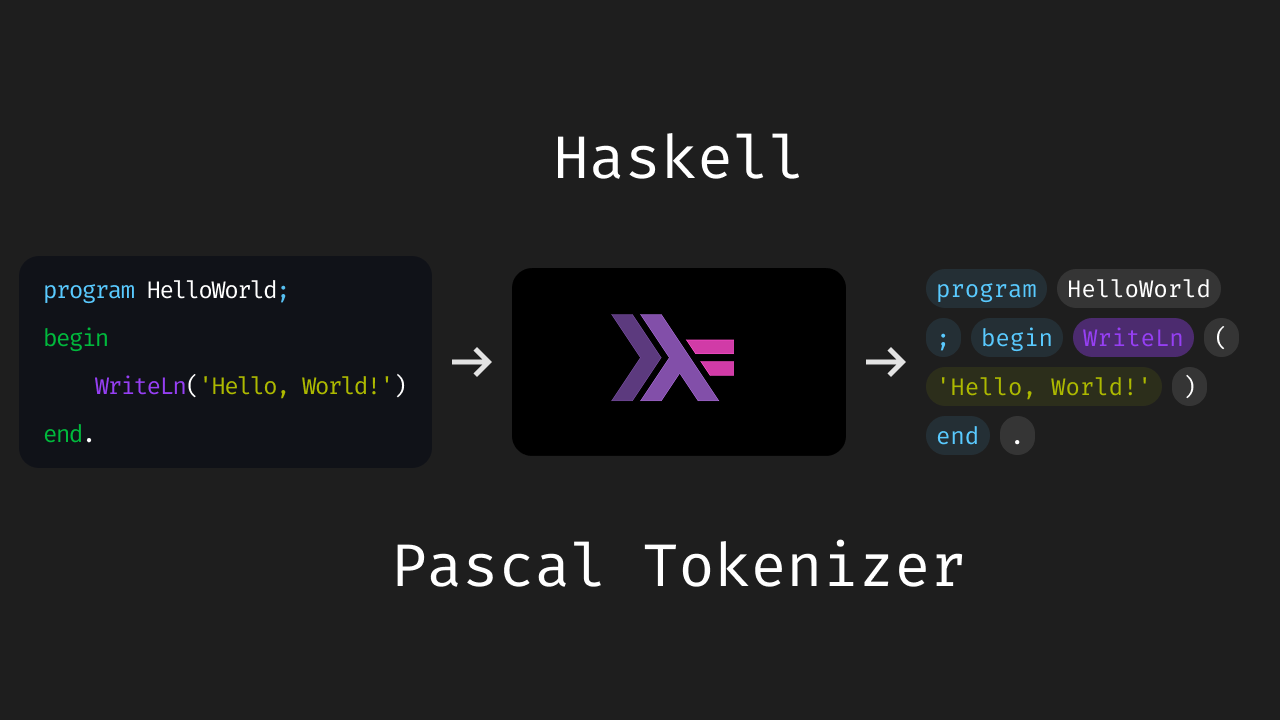 Haskell
program HelloWorld;
begin
    WriteLn('Hello, World!')
end.
program HelloWorld
; begin WriteLn (
'Hello, World!' )
end .
Pascal Tokenizer